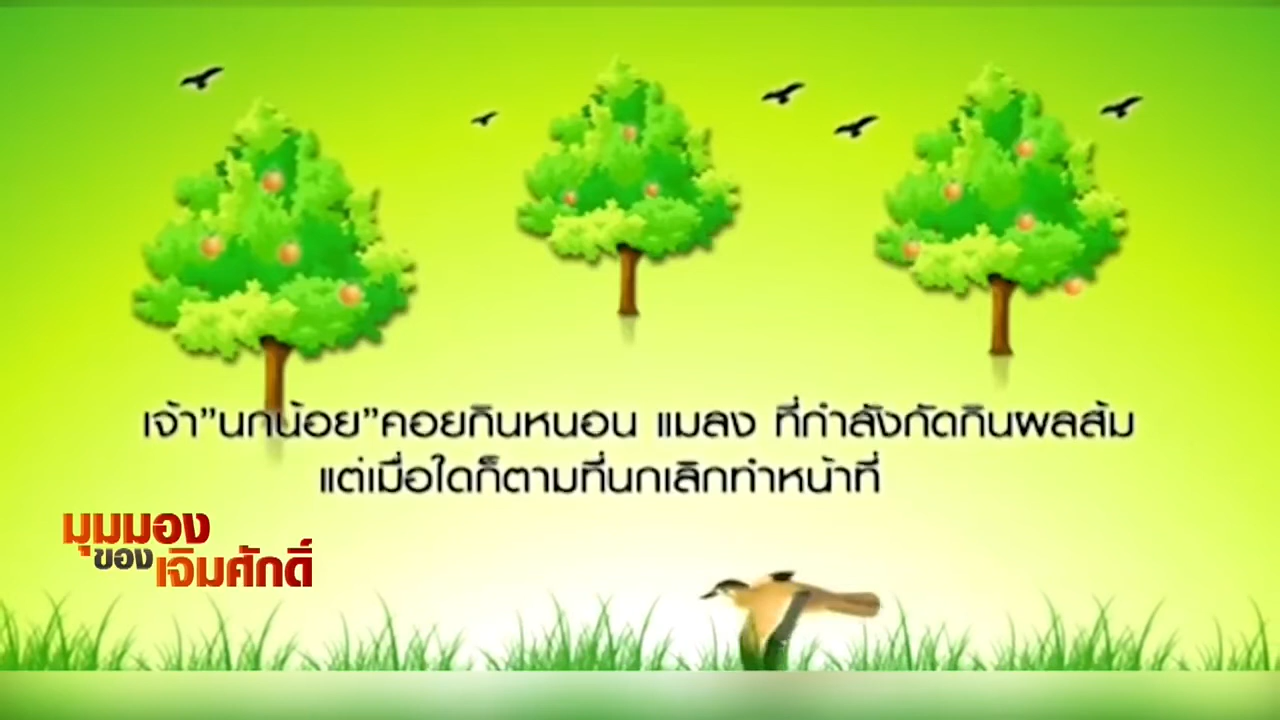 เจ้า”นกน้อย”คอยกินหนอน แมลง ที่กำลังกัดกินผลส้ม
แต่เมื่อใดก็ตามที่นกเลิกทำหน้าที่
มุมมอง
ของ
เจิมศักดิ์